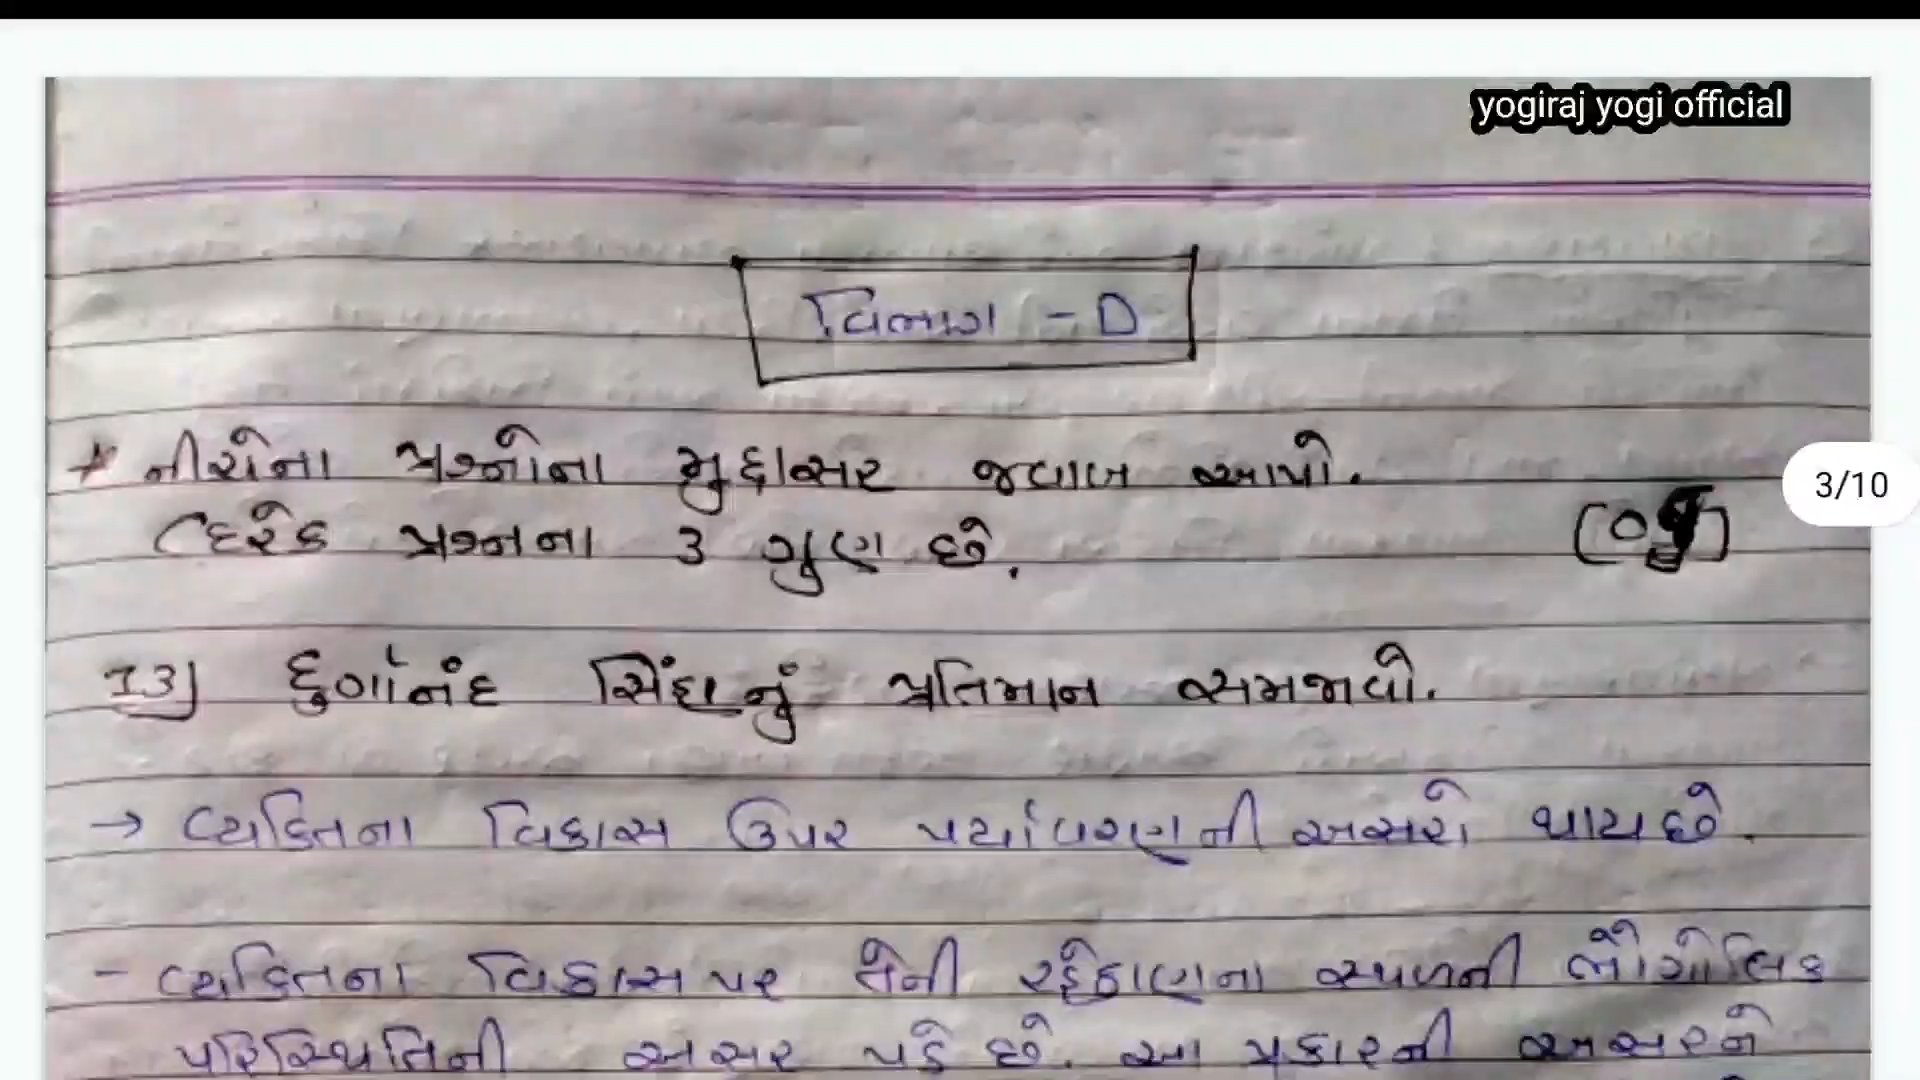 yogiraj yogi official
વિભાગ - D
* નીચેના પ્રશ્નોના મુદ્દાસર જવાબ આપો.
3/10
(દરેક પ્રશ્નના 3 ગુણ છે.
13) દુર્ગાનંદ સિંહાનું પ્રતિમાન સમજાવો.
→ વ્યક્તિના વિકાસ ઉપર પર્યાવરણની અસરો થાય છે.
- વ્યક્તિના વિકાસ પર તેની રહેઠાણના સ્થળની ભૌગોલિક
પરિસ્થિતિની અસર પડે છે. આ પ્રકારની અસરને